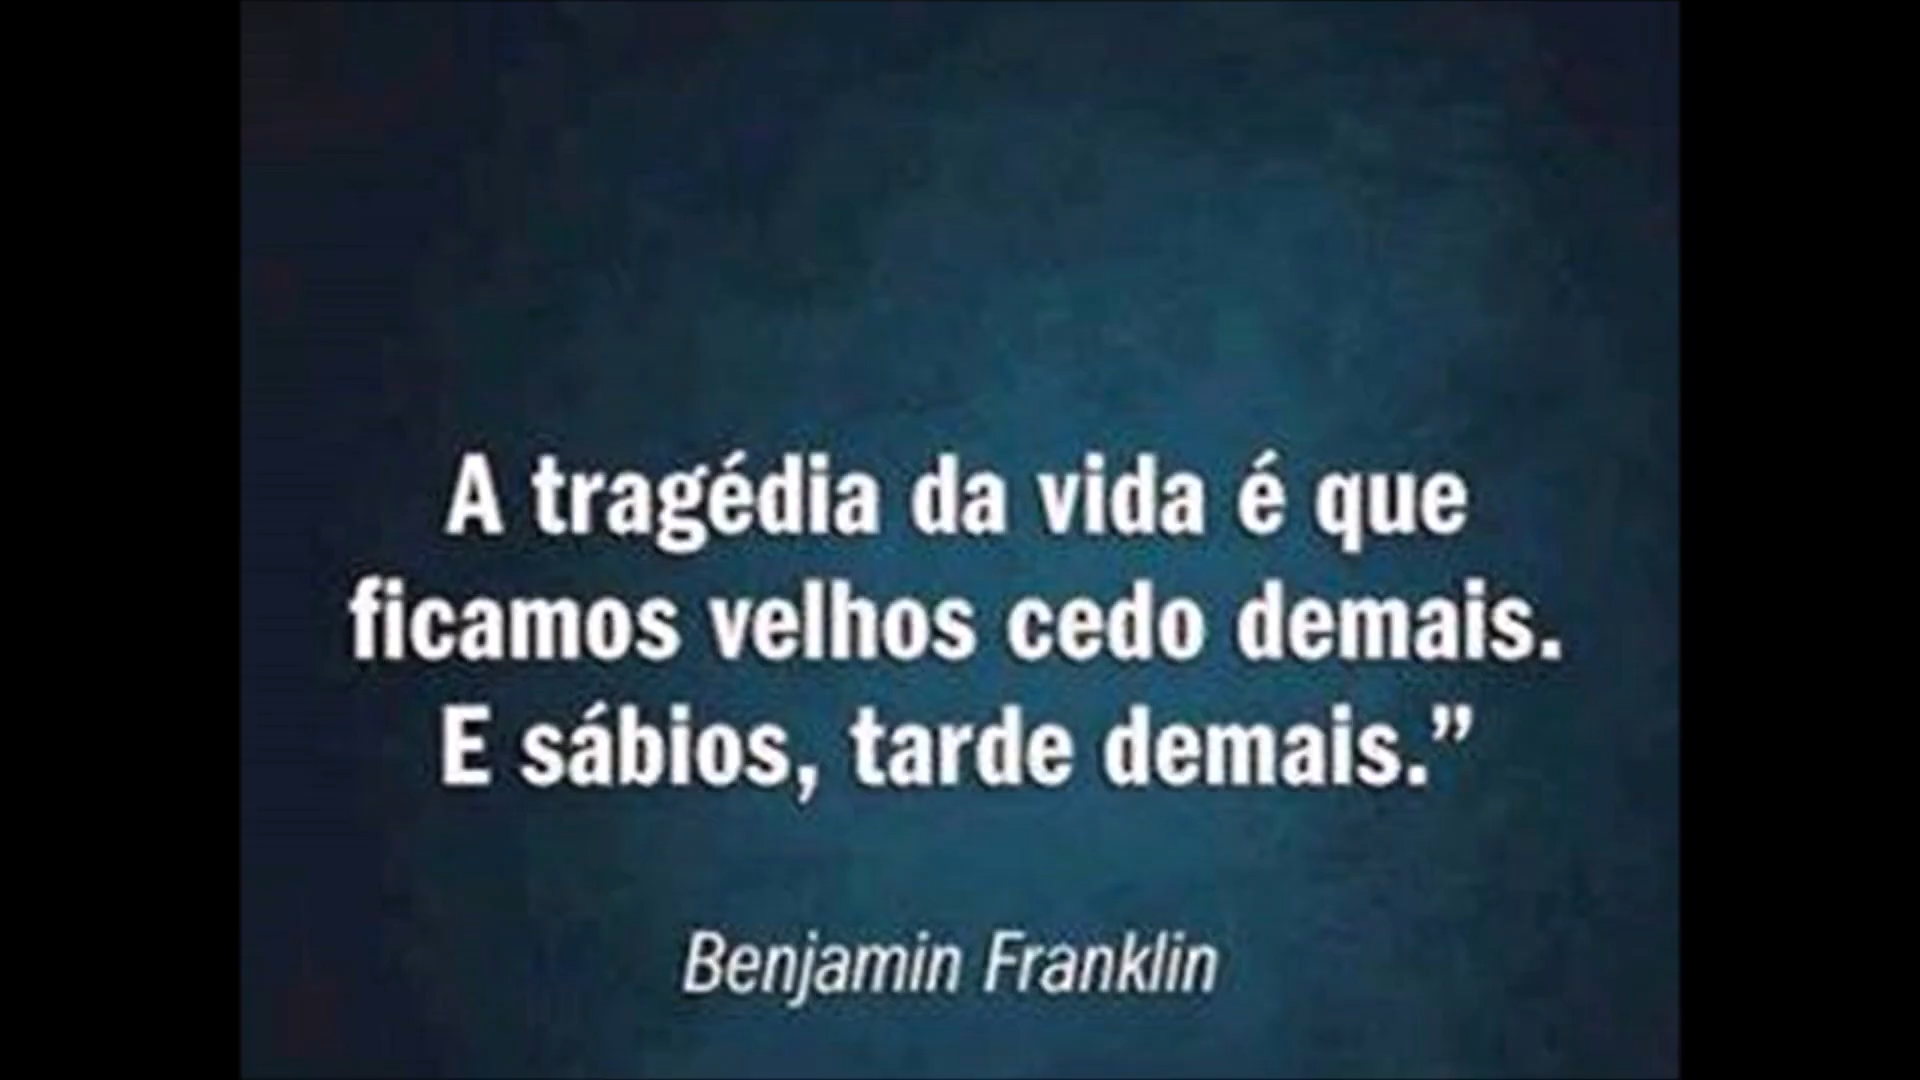 A tragédia da vida é que
ficamos velhos cedo demais.
E sábios, tarde demais.”
Benjamin Franklin